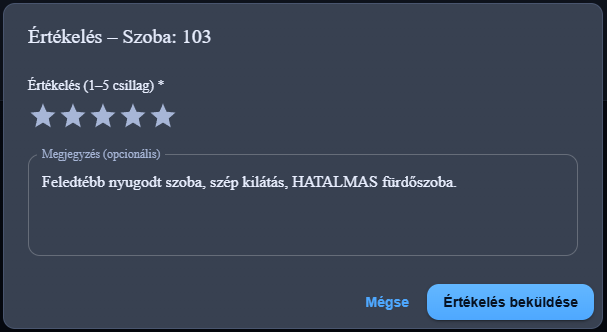 Értékelés – Szoba: 103
Értékelés (1–5 csillag) *
Megjegyzés (opcionális)
Feledtébb nyugodt szoba, szép kilátás, HATALMAS fürdőszoba.
Mégse
Értékelés beküldése